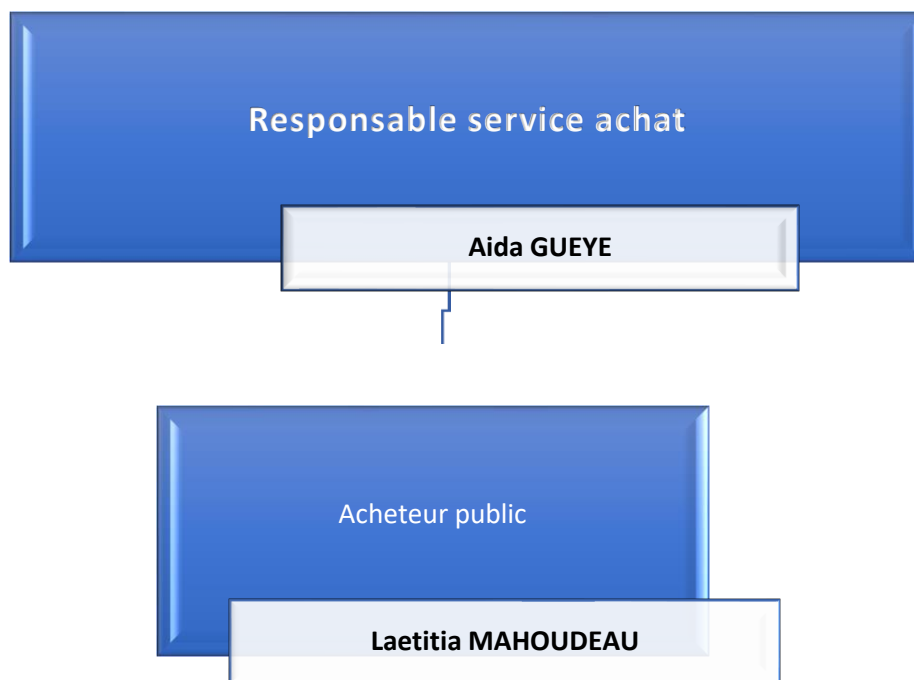 Responsable service achat
Aida GUEYE
Acheteur public
Laetitia MAHOUDEAU